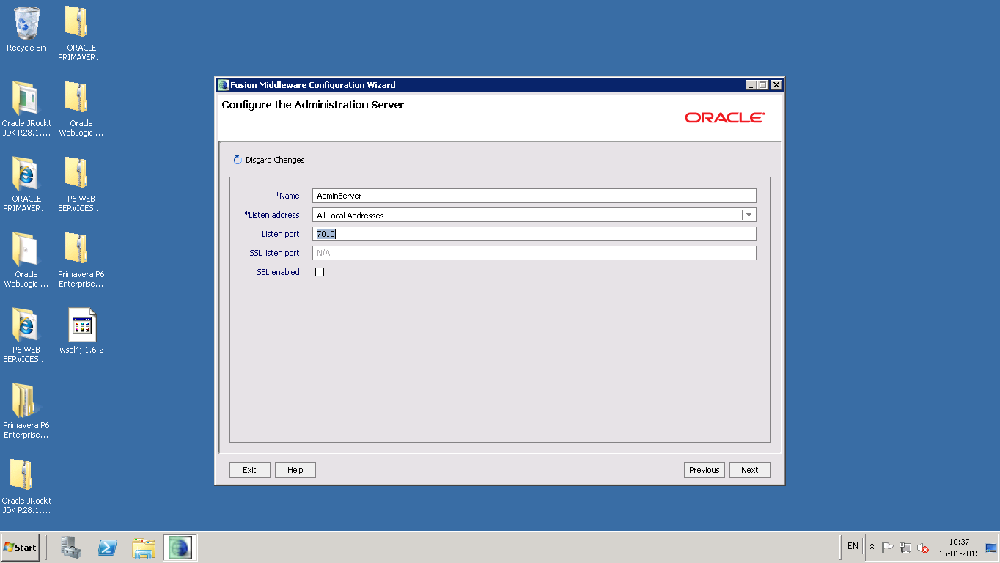 Recycle Bin
ORACLE
PRIMAVER...
Oracle JRockit
JDK R28.1....
Oracle
WebLogic ...
ORACLE
PRIMAVER...
P6 WEB
SERVICES ...
Oracle
WebLogic ...
Primavera P6
Enterprise...
P6 WEB
SERVICES ...
wsdl4j-1.6.2
Primavera P6
Enterprise...
Oracle JRockit
JDK R28.1....
Fusion Middleware Configuration Wizard
Configure the Administration Server
ORACLE
Discard Changes
*Name: AdminServer
*Listen address: All Local Addresses
Listen port: 7010
SSL listen port: N/A
SSL enabled:
Exit Help Previous Next
Start
EN
10:37
15-01-2015